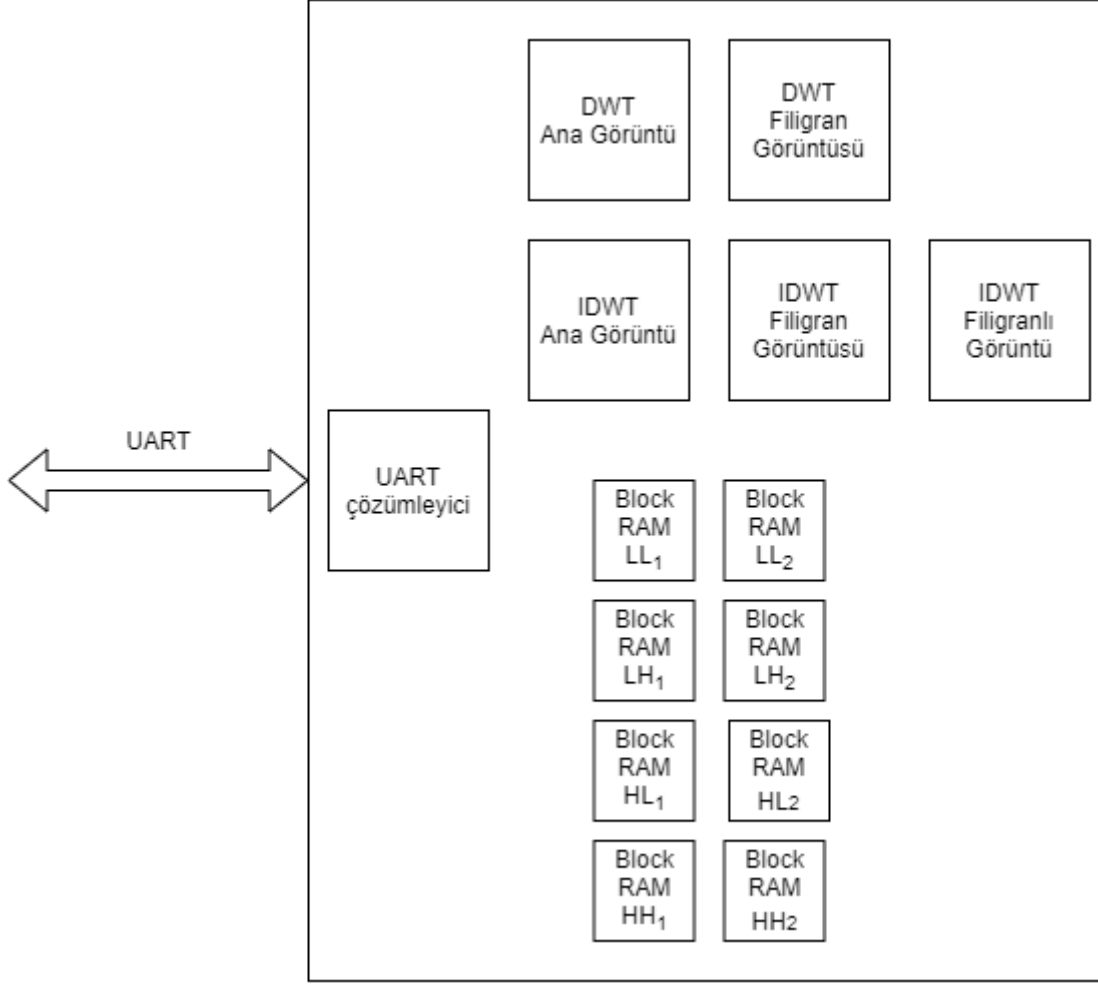 DWT
Ana Görüntü
DWT
Filigran
Görüntüsü
IDWT
Ana Görüntü
IDWT
Filigran
Görüntüsü
IDWT
Filigranlı
Görüntü
UART
UART
çözümleyici
Block
RAM
LL₁
Block
RAM
LL₂
Block
RAM
LH₁
Block
RAM
LH₂
Block
RAM
HL₁
Block
RAM
HL₂
Block
RAM
HH₁
Block
RAM
HH₂